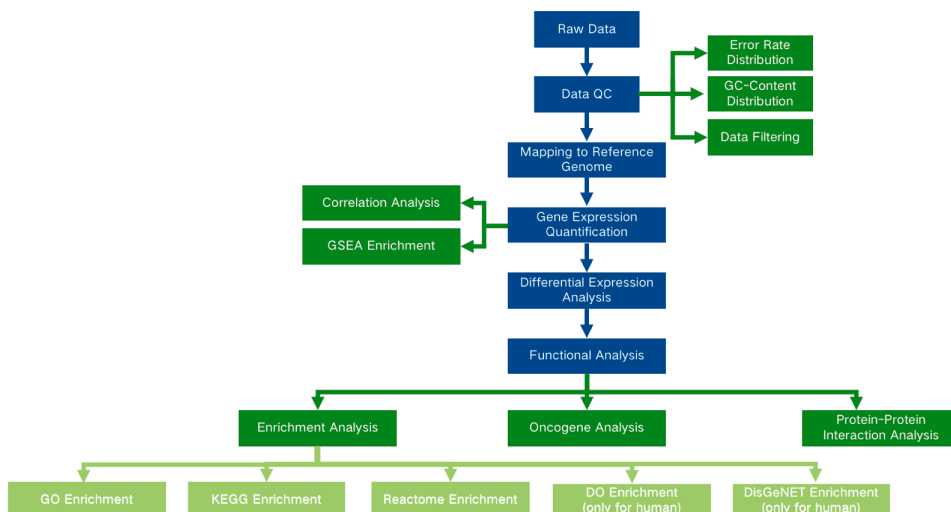 Raw Data
Error Rate
Distribution
Data QC
GC-Content
Distribution
Data Filtering
Mapping to Reference
Genome
Correlation Analysis
Gene Expression
Quantification
GSEA Enrichment
Differential Expression
Analysis
Functional Analysis
Enrichment Analysis
Oncogene Analysis
Protein-Protein
Interaction Analysis
GO Enrichment
KEGG Enrichment
Reactome Enrichment
DO Enrichment
(only for human)
DisGeNET Enrichment
(only for human)